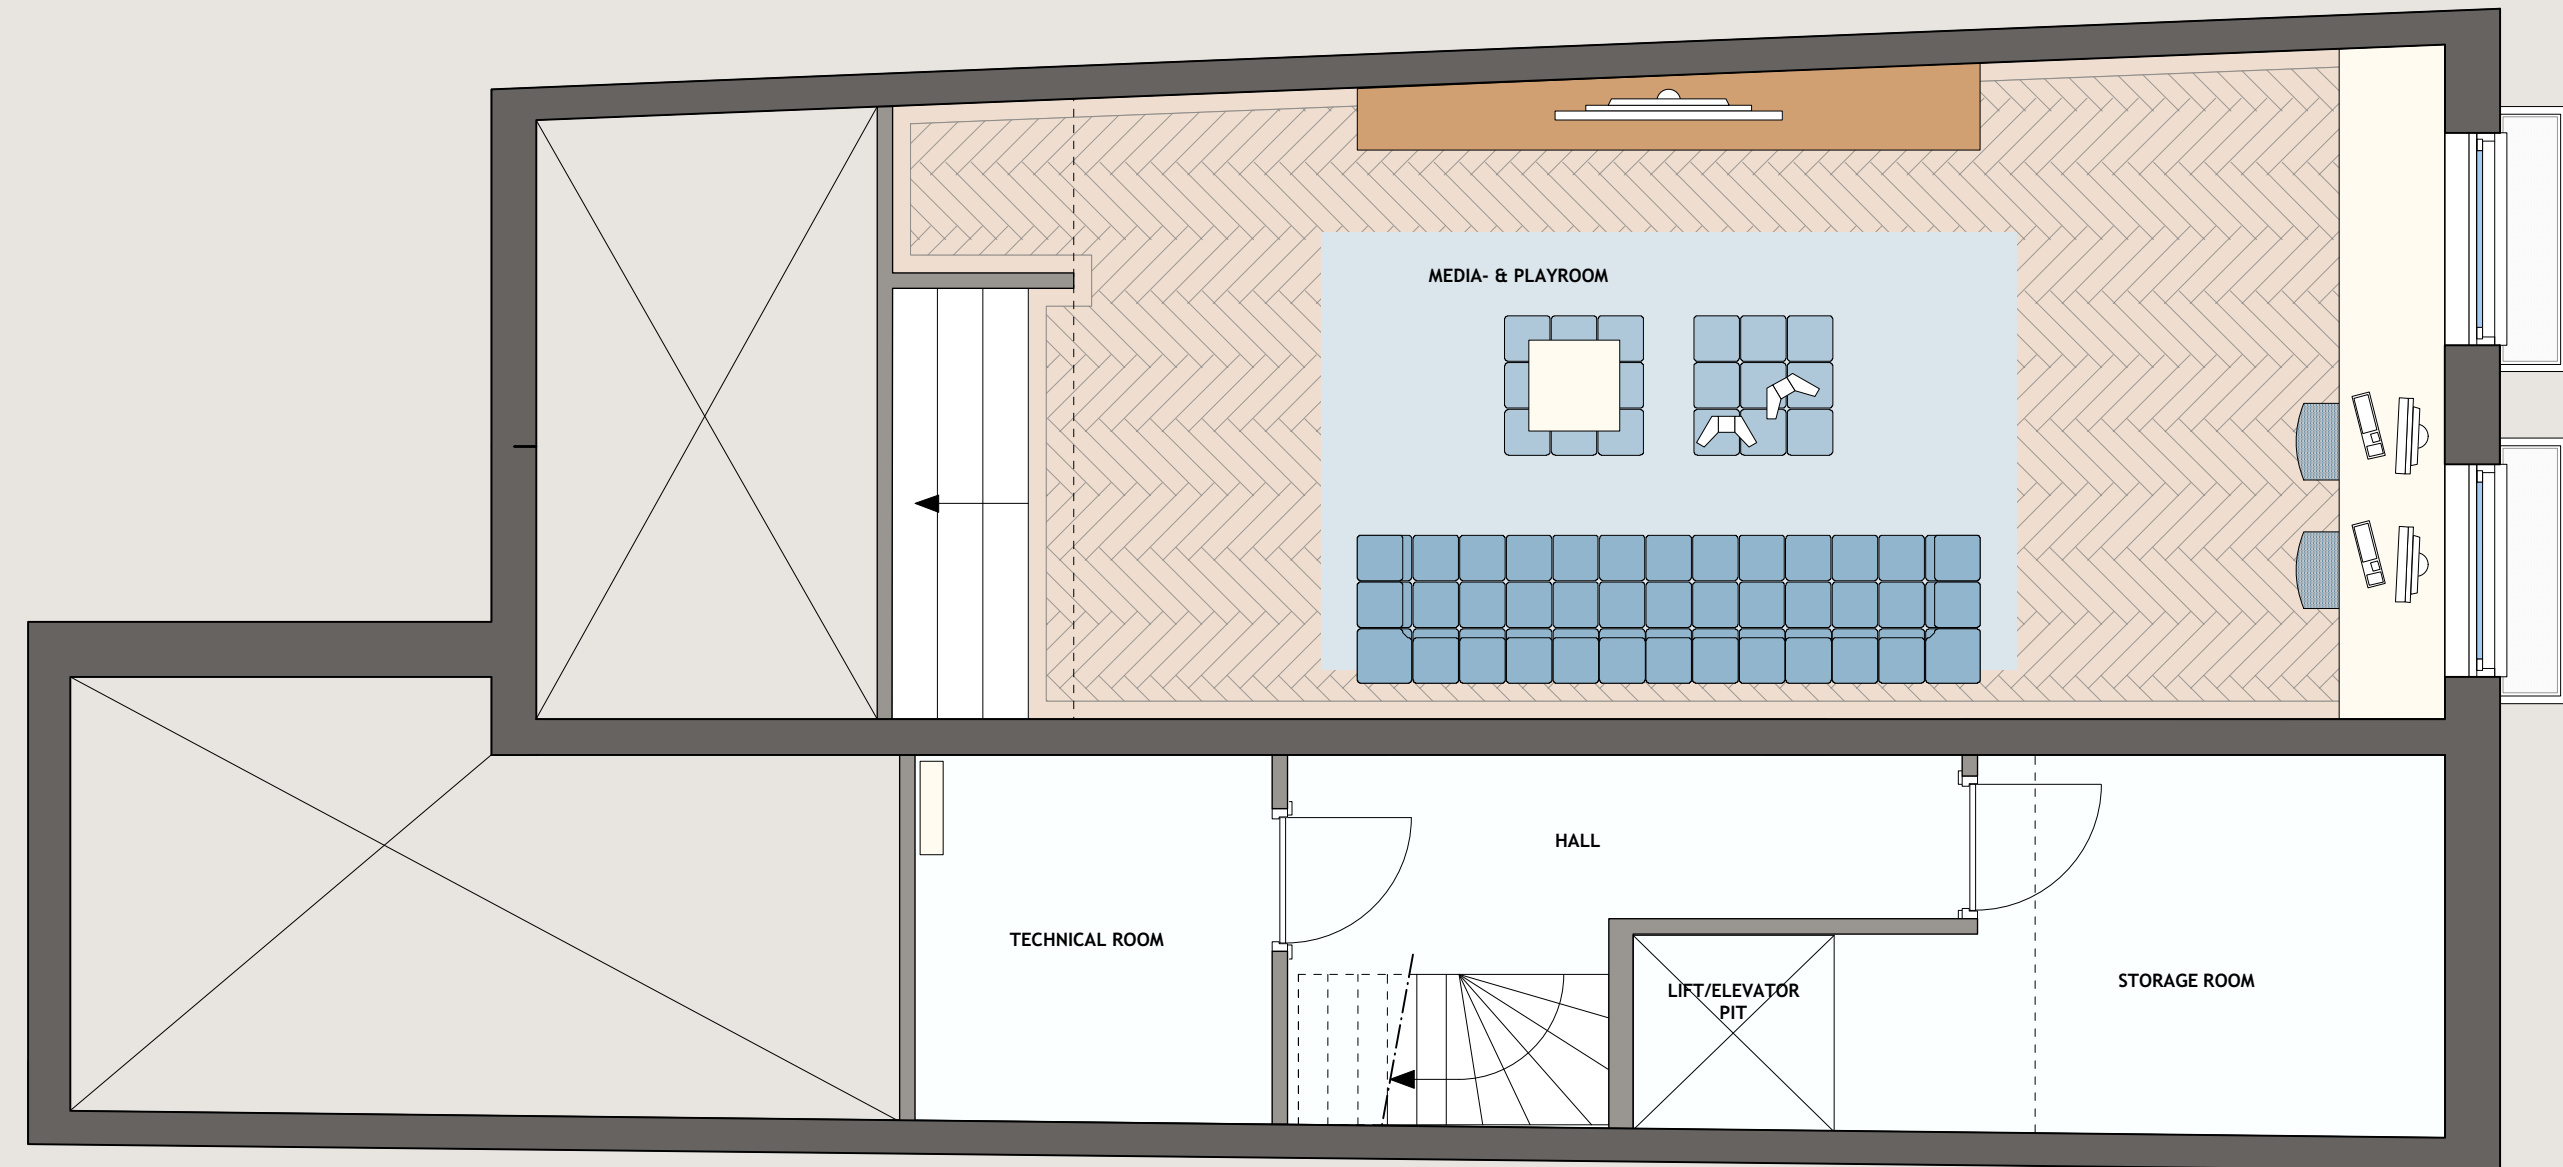 MEDIA- & PLAYROOM
HALL
TECHNICAL ROOM
LIFT/ELEVATOR
PIT
STORAGE ROOM